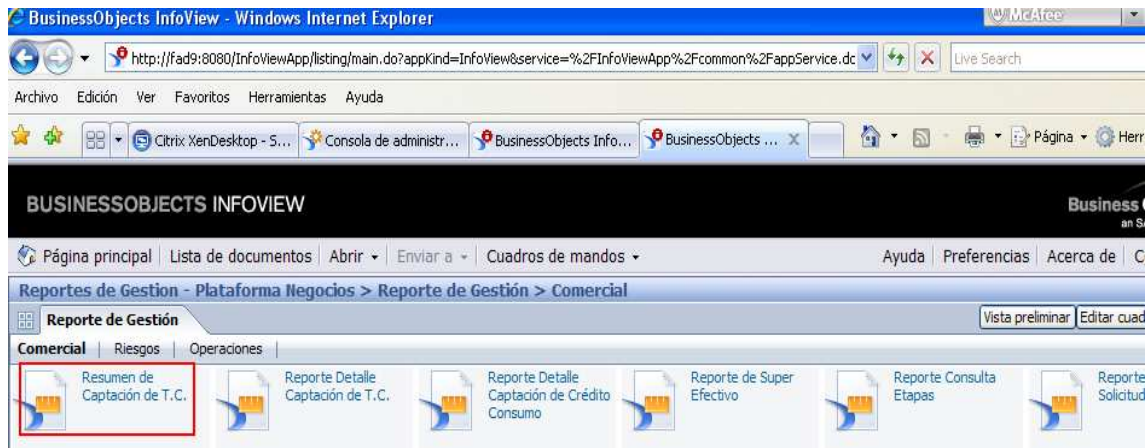 BusinessObjects InfoView - Windows Internet Explorer
McAfee
http://fad9:8080/InfoViewApp/listing/main.do?appKind=InfoView&service=%2FInfoViewApp%2Fcommon%2FappService.dc
Live Search
Archivo Edición Ver Favoritos Herramientas Ayuda
Citrix XenDesktop - S... Consola de administr... BusinessObjects Info... BusinessObjects ... X Página Herr
BUSINESSOBJECTS INFOVIEW
Business
an SA
Página principal Lista de documentos Abrir Enviar a Cuadros de mandos Ayuda Preferencias Acerca de C
Reportes de Gestion - Plataforma Negocios > Reporte de Gestión > Comercial
Reporte de Gestión Vista preliminar Editar cuad
Comercial | Riesgos | Operaciones |
Resumen de
Captación de T.C.
Reporte Detalle
Captación de T.C.
Reporte Detalle
Captación de Crédito
Consumo
Reporte de Super
Efectivo
Reporte Consulta
Etapas
Reporte
Solicitud